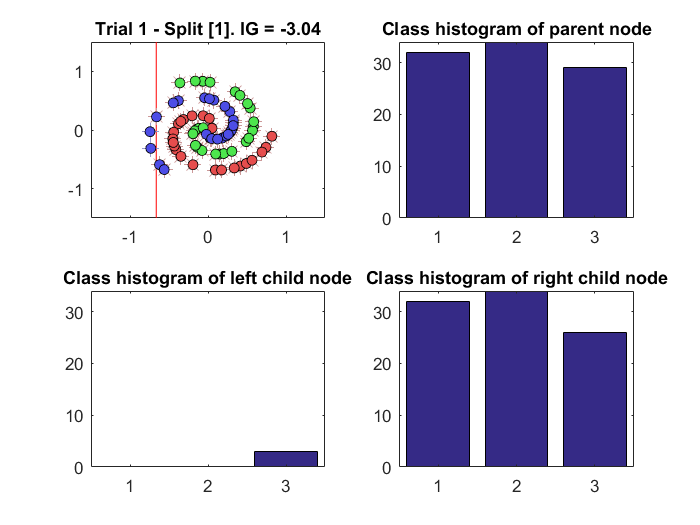 Trial 1 - Split [1]. IG = -3.04
1
0
-1
-1 0 1
Class histogram of parent node
30
20
10
0
1 2 3
Class histogram of left child node
30
20
10
0
1 2 3
Class histogram of right child node
30
20
10
0
1 2 3